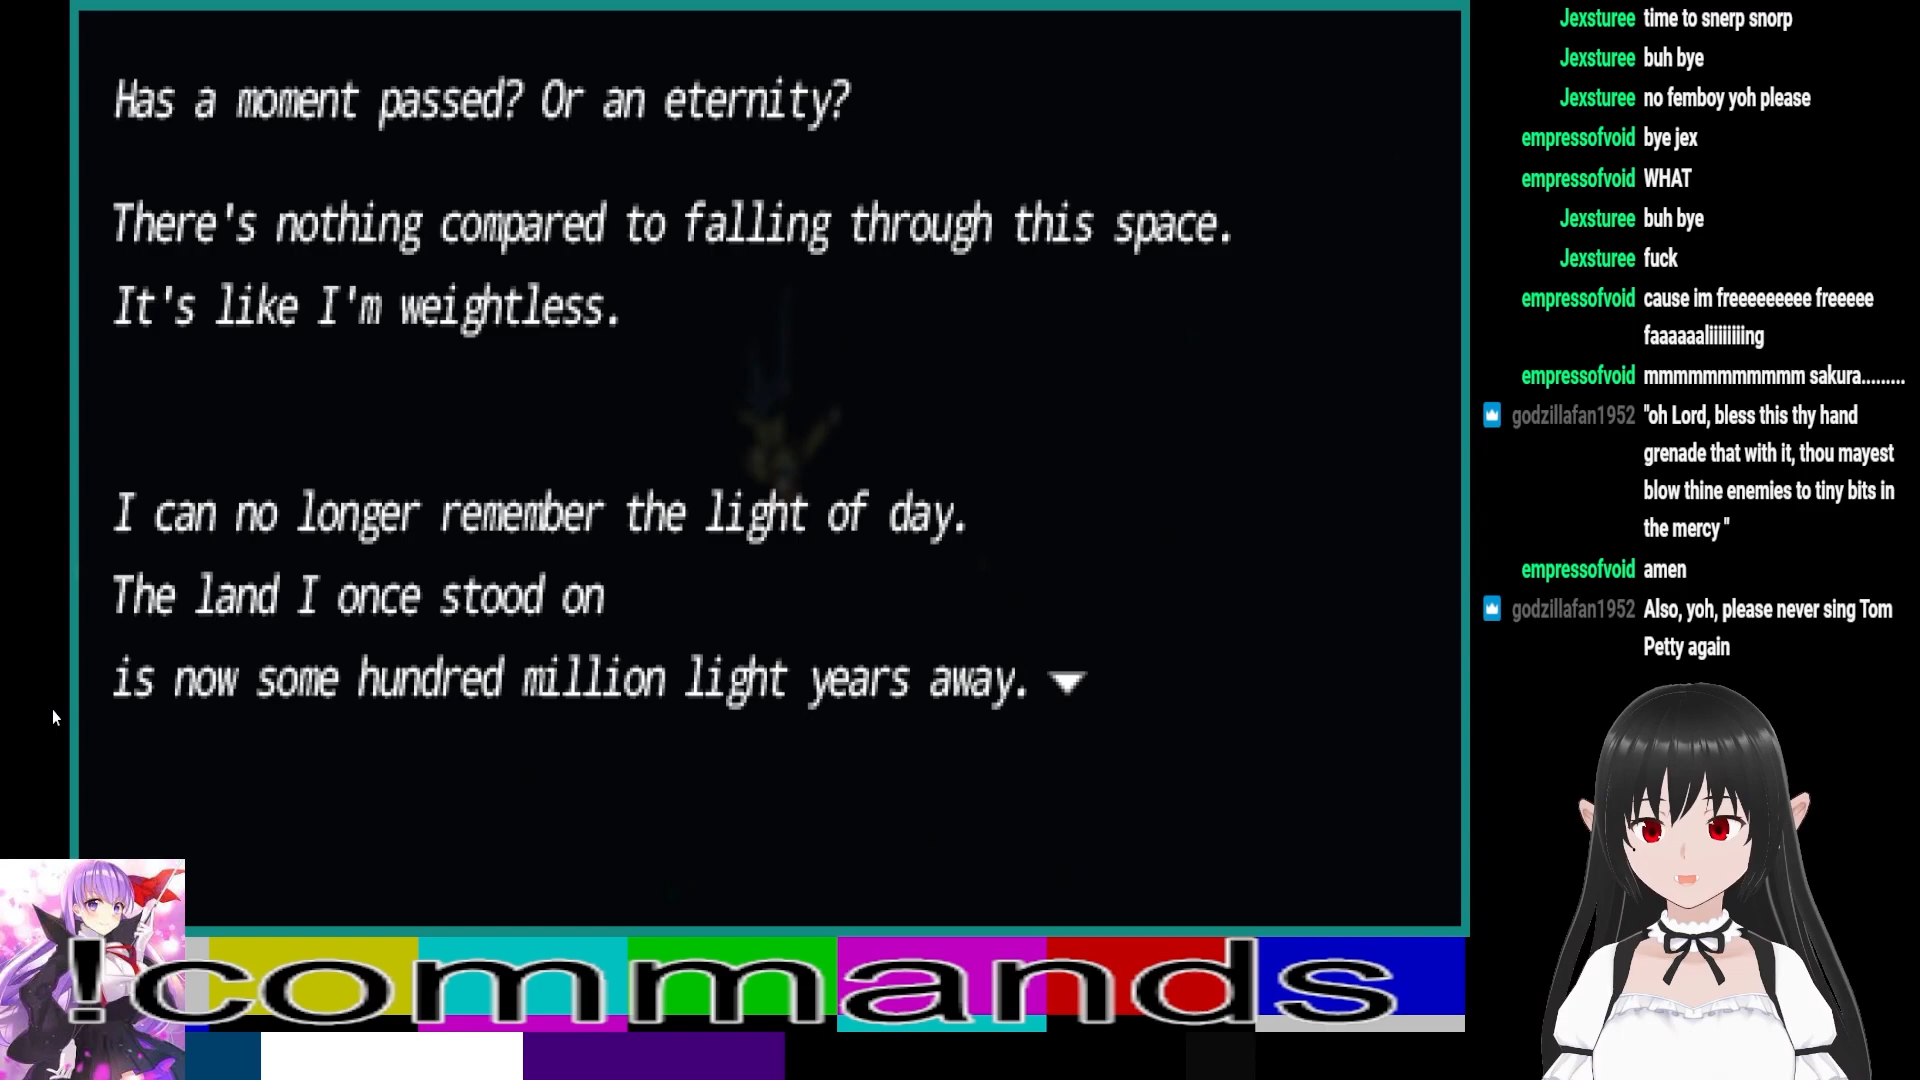 Has a moment passed? Or an eternity?
There's nothing compared to falling through this space.
It's like I'm weightless.
I can no longer remember the light of day.
The land I once stood on
is now some hundred million light years away.
Jexsturee time to snerp snorp
Jexsturee buh bye
Jexsturee no femboy yoh please
empressofvoid bye jex
empressofvoid WHAT
Jexsturee buh bye
Jexsturee fuck
empressofvoid cause im freeeeeeeee freeeee
faaaaaaliiiiiiiing
empressofvoid mmmmmmmmmmm sakura.........
godzillafan1952 "oh Lord, bless this thy hand
grenade that with it, thou mayest
blow thine enemies to tiny bits in
the mercy "
empressofvoid amen
godzillafan1952 Also, yoh, please never sing Tom
Petty again
!commands